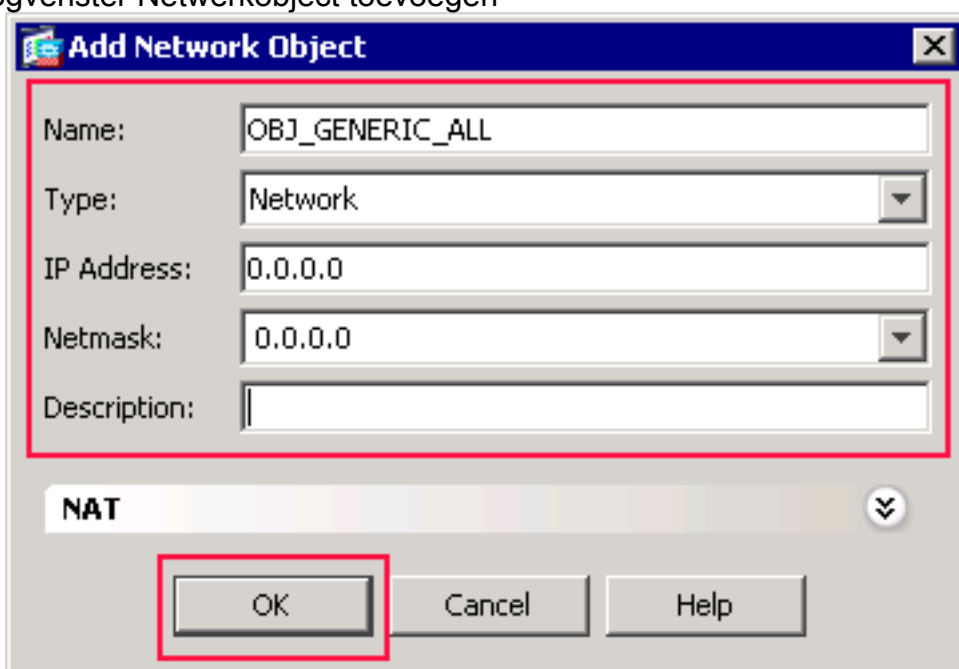 Netwerkobject toevoegen
Add Network Object
Name: OBJ_GENERIC_ALL
Type: Network
IP Address: 0.0.0.0
Netmask: 0.0.0.0
Description:
NAT
OK Cancel Help